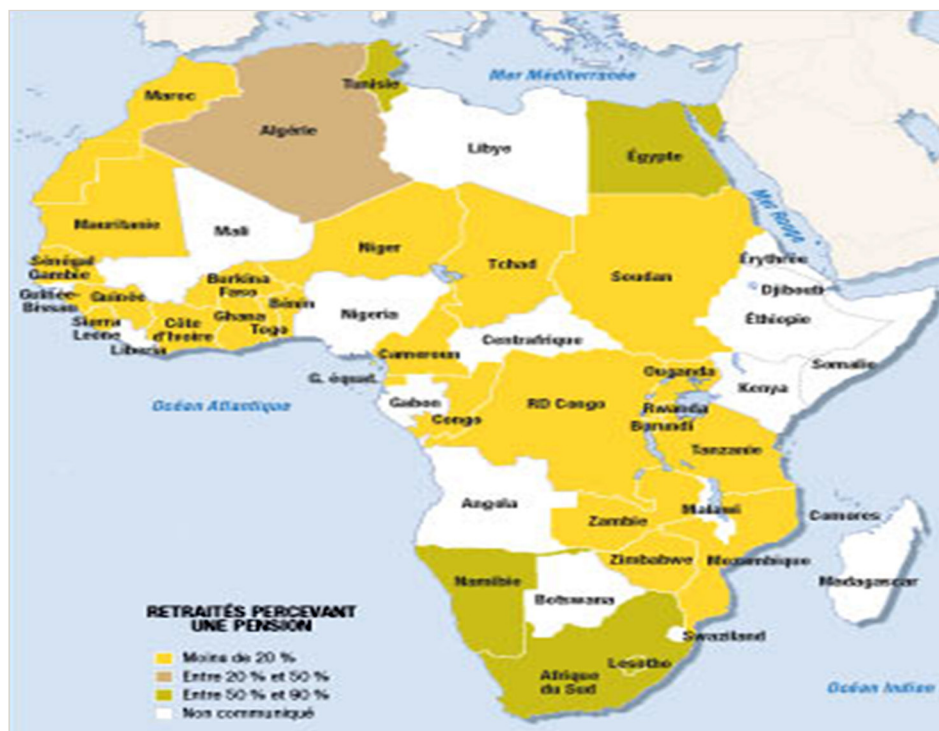 Mer Méditerranée
Tunisie
Maroc
Algérie
Libye
Égypte
Mer Rouge
Mauritanie
Mali
Niger
Tchad
Soudan
Érythrée
Djibouti
Éthiopie
Somalie
Sénégal
Gambie
Guinée-
Bissau
Guinée
Sierra
Leone
Liberia
Côte
d'Ivoire
Burkina
Faso
Ghana
Togo
Bénin
Nigeria
Cameroun
Centrafrique
G. équat.
Gabon
Congo
RD Congo
Ouganda
Kenya
Rwanda
Burundi
Tanzanie
Océan Atlantique
Angola
Zambie
Malawi
Comores
Zimbabwe
Mozambique
Madagascar
Namibie
Botswana
Swaziland
Lesotho
Afrique
du Sud
Océan Indien
RETRAITÉS PERCEVANT
UNE PENSION
Moins de 20 %
Entre 20 % et 50 %
Entre 50 % et 90 %
Non communiqué